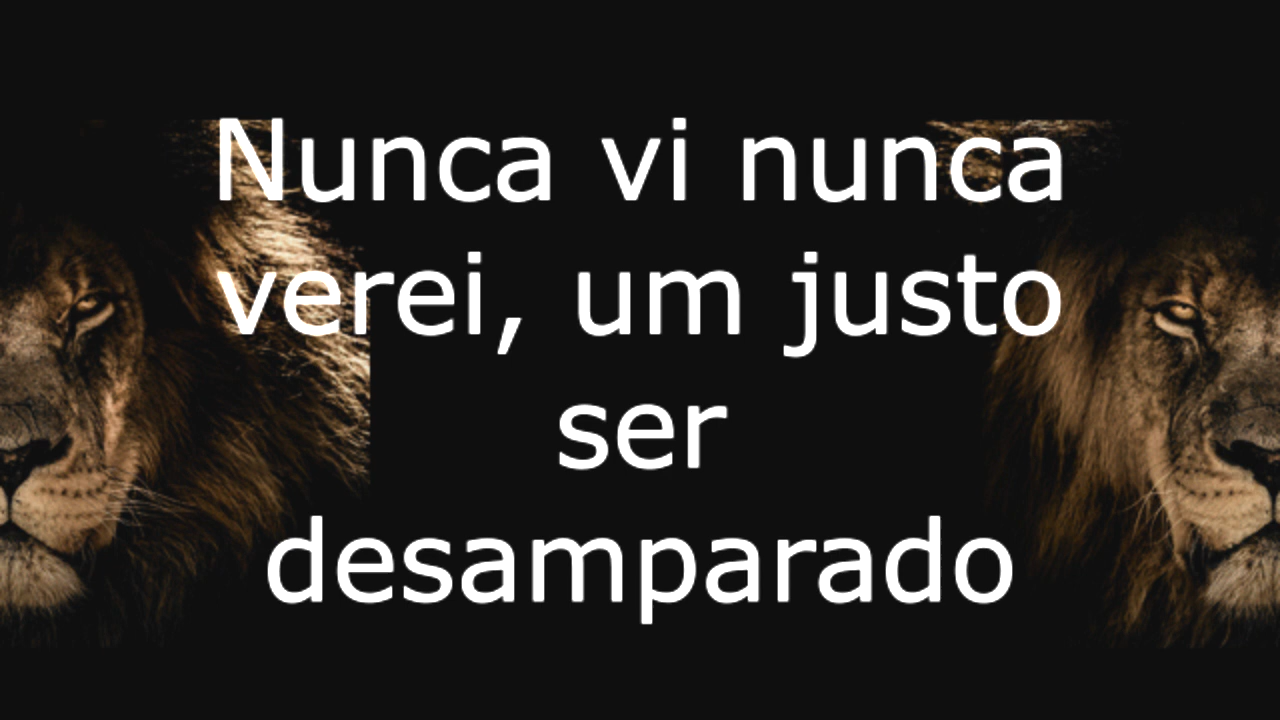 Nunca vi nunca
verei, um justo
ser
desamparado